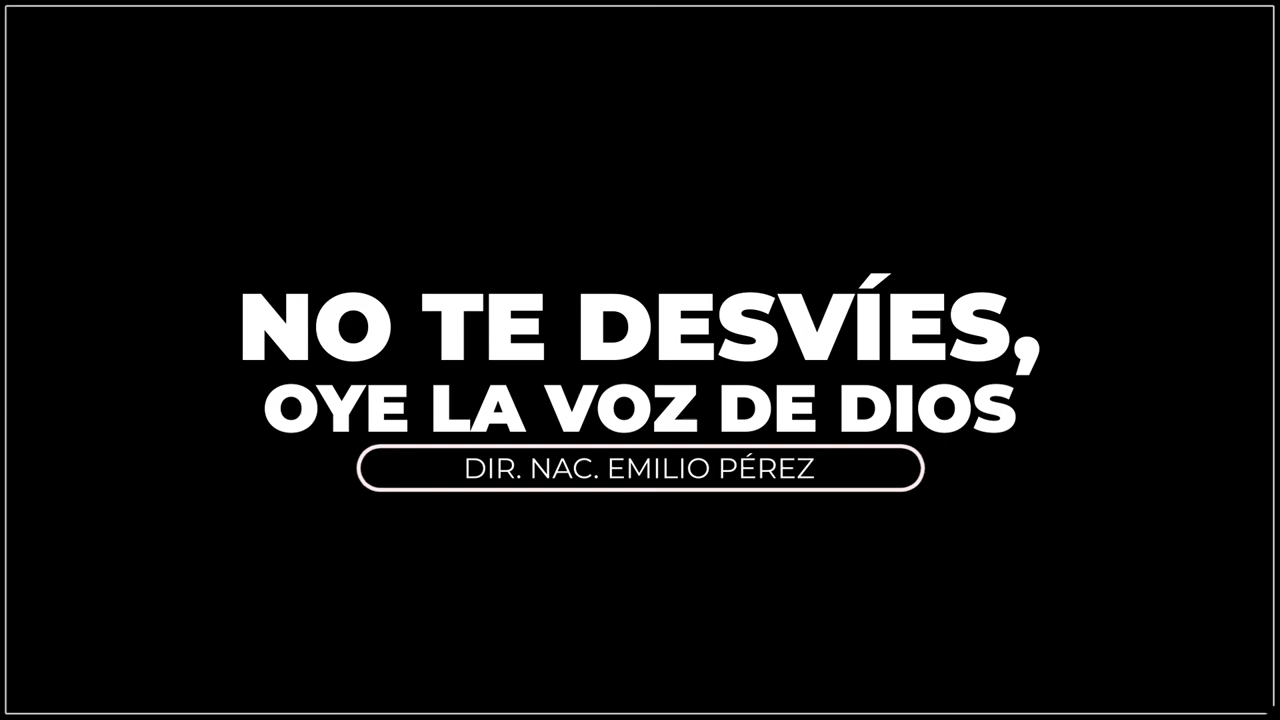 NO TE DESVÍES,
OYE LA VOZ DE DIOS
DIR. NAC. EMILIO PÉREZ